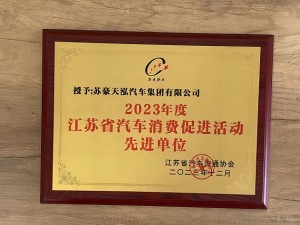 JADA
授予:苏豪天泓汽车集团有限公司
2023年度
江苏省汽车消费促进活动
先进单位
江苏省汽车流通协会
二〇二三年十二月